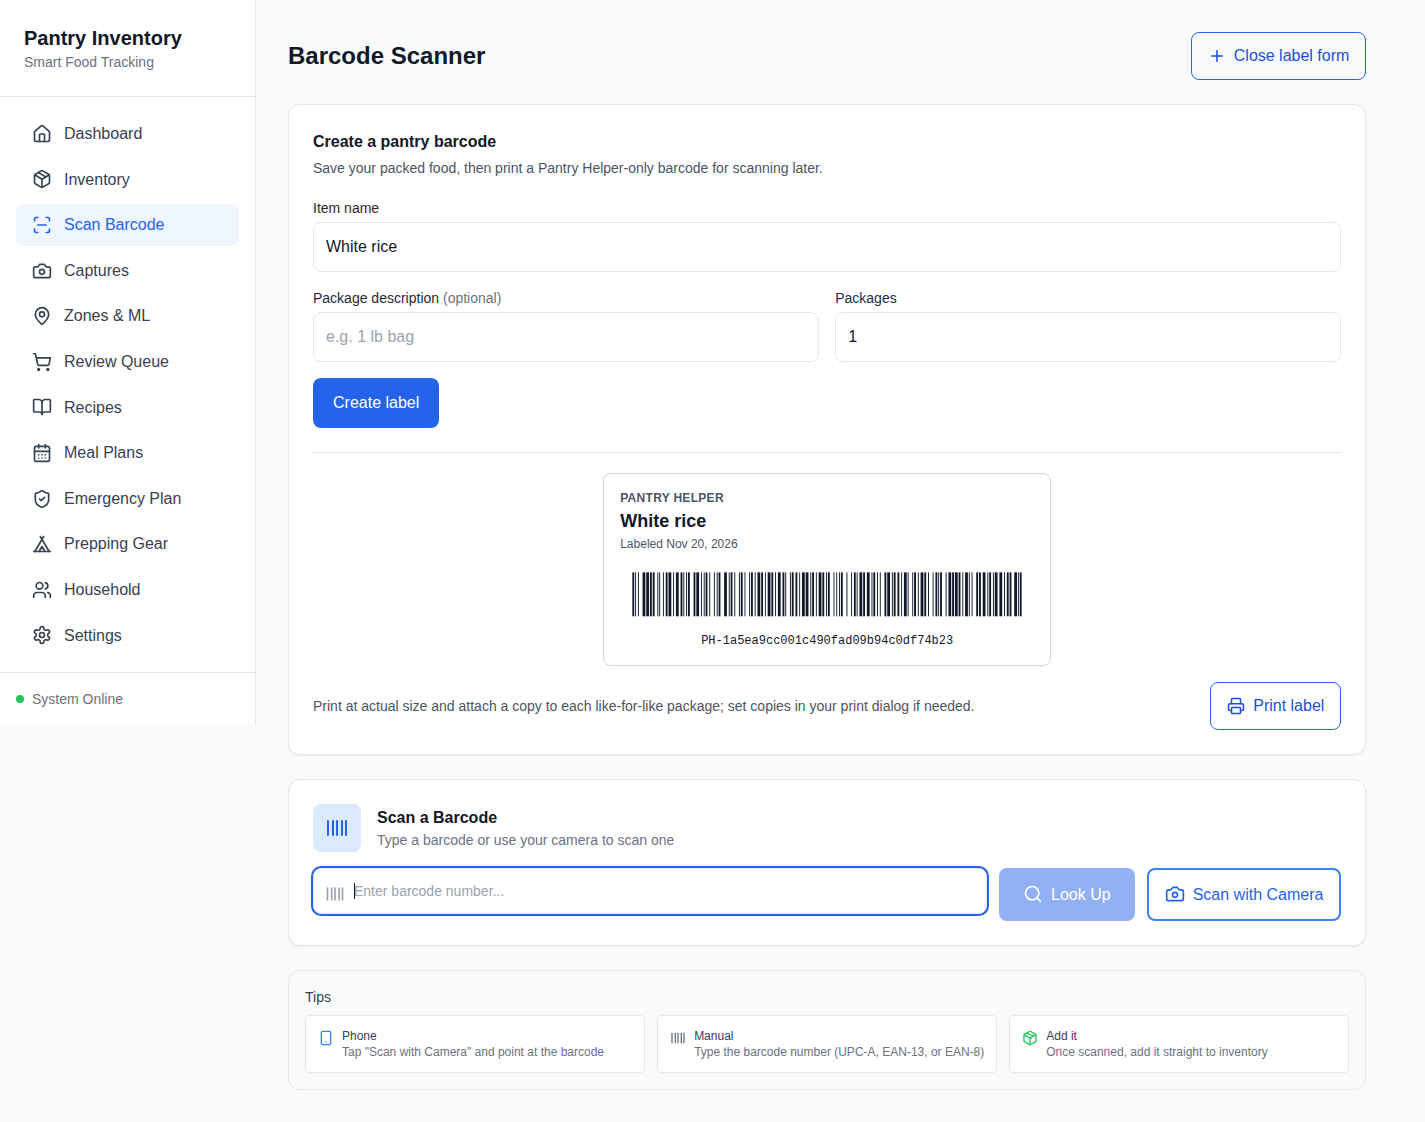 Pantry Inventory
Smart Food Tracking
Dashboard
Inventory
Scan Barcode
Captures
Zones & ML
Review Queue
Recipes
Meal Plans
Emergency Plan
Prepping Gear
Household
Settings
System Online
Barcode Scanner
Close label form
Create a pantry barcode
Save your packed food, then print a Pantry Helper-only barcode for scanning later.
Item name
White rice
Package description (optional)
Packages
e.g. 1 lb bag
1
Create label
PANTRY HELPER
White rice
Labeled Nov 20, 2026
PH-1a5ea9cc001c490fad09b94c0df74b23
Print at actual size and attach a copy to each like-for-like package; set copies in your print dialog if needed.
Print label
Scan a Barcode
Type a barcode or use your camera to scan one
Enter barcode number...
Look Up
Scan with Camera
Tips
Phone
Tap "Scan with Camera" and point at the barcode
Manual
Type the barcode number (UPC-A, EAN-13, or EAN-8)
Add it
Once scanned, add it straight to inventory